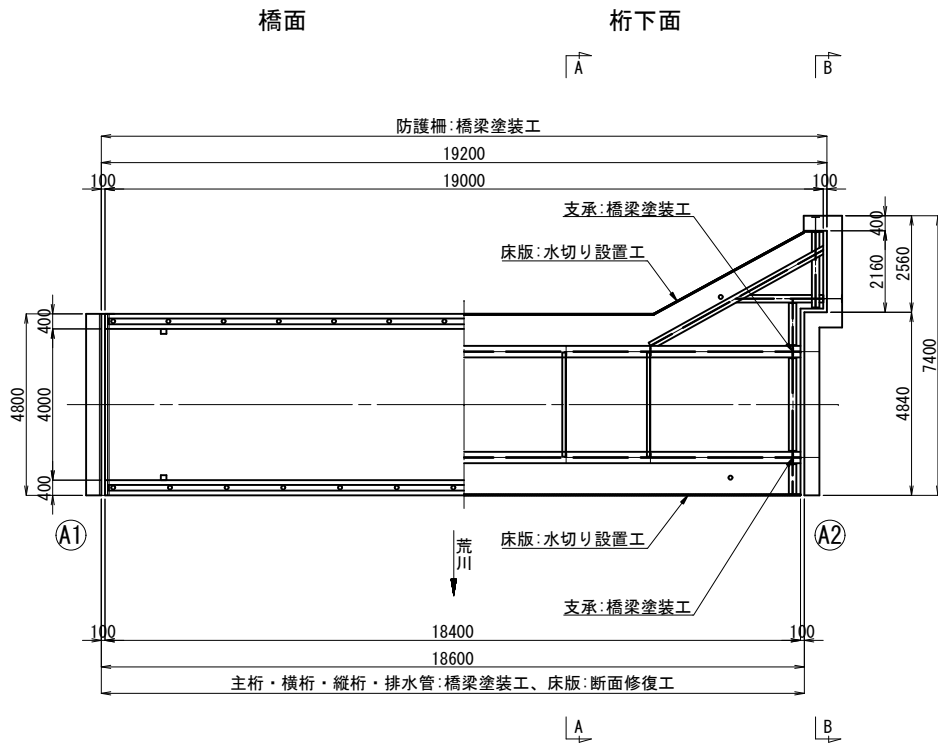 橋面
桁下面
A
B
防護柵:橋梁塗装工
19200
100
19000
100
支承:橋梁塗装工
床版:水切り設置工
400
2160
2560
7400
4840
400
4000
4800
400
A1
A2
荒川
床版:水切り設置工
支承:橋梁塗装工
100
18400
100
18600
主桁・横桁・縦桁・排水管:橋梁塗装工、床版:断面修復工
A
B